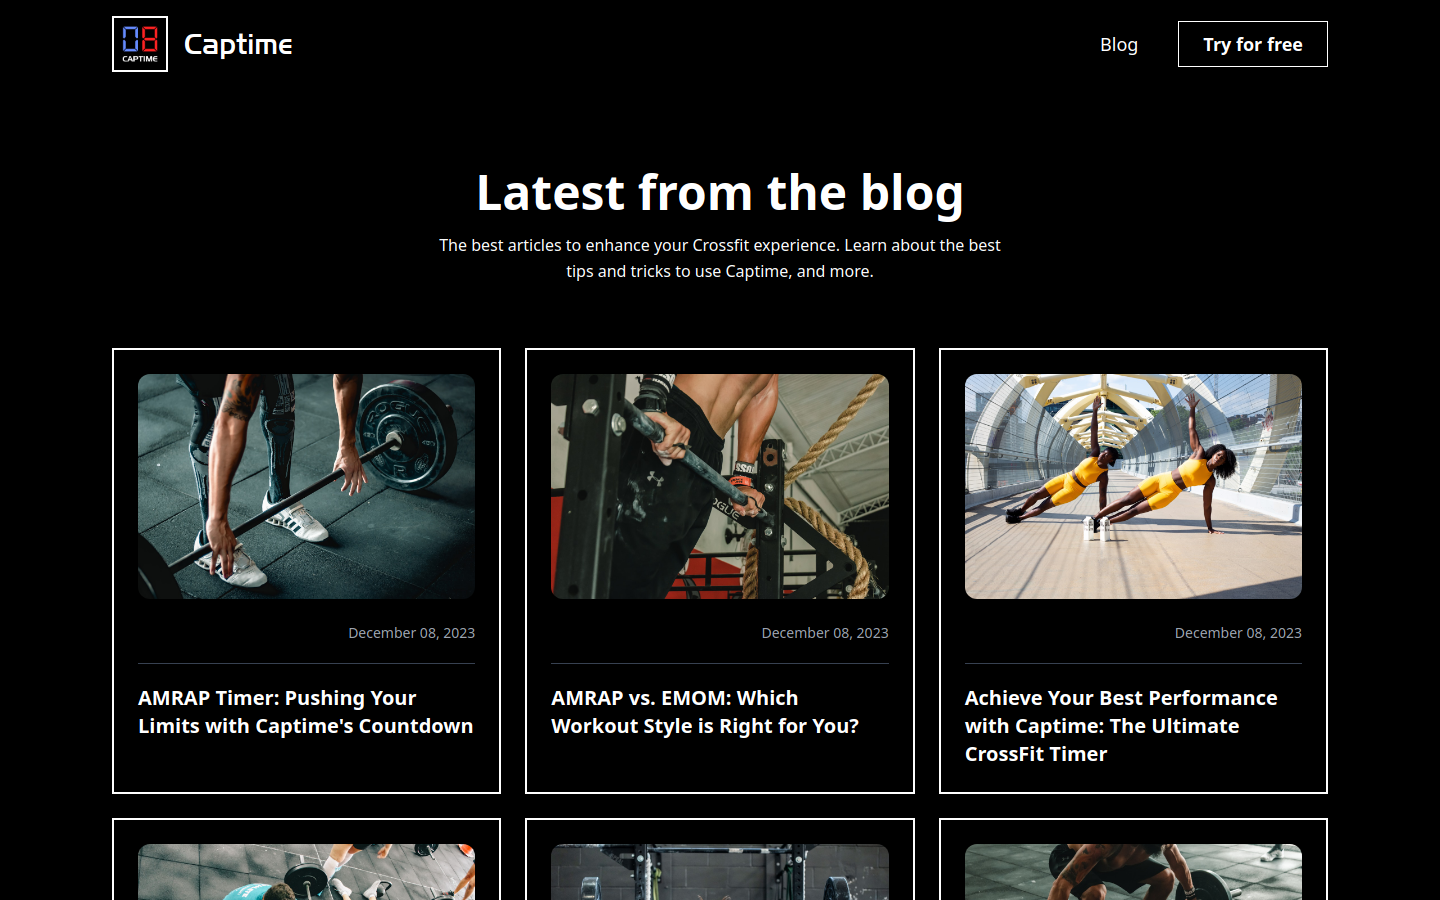 08
CAPTIME
Captime
Blog
Try for free
Latest from the blog
The best articles to enhance your Crossfit experience. Learn about the best
tips and tricks to use Captime, and more.
ROGUE
December 08, 2023
AMRAP Timer: Pushing Your
Limits with Captime's Countdown
December 08, 2023
AMRAP vs. EMOM: Which
Workout Style is Right for You?
December 08, 2023
Achieve Your Best Performance
with Captime: The Ultimate
CrossFit Timer